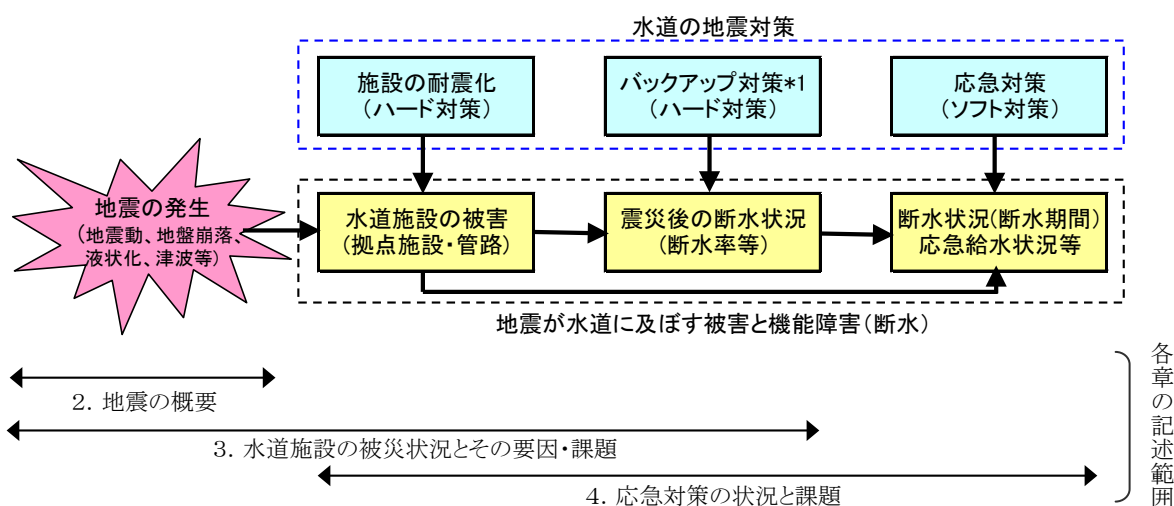 水道の地震対策
施設の耐震化
(ハード対策)
バックアップ対策*1
(ハード対策)
応急対策
(ソフト対策)
地震の発生
(地震動、地盤崩落、
液状化、津波等)
水道施設の被害
(拠点施設・管路)
震災後の断水状況
(断水率等)
断水状況(断水期間)
応急給水状況等
地震が水道に及ぼす被害と機能障害(断水)
2. 地震の概要
3. 水道施設の被災状況とその要因・課題
4. 応急対策の状況と課題
各章の記述範囲